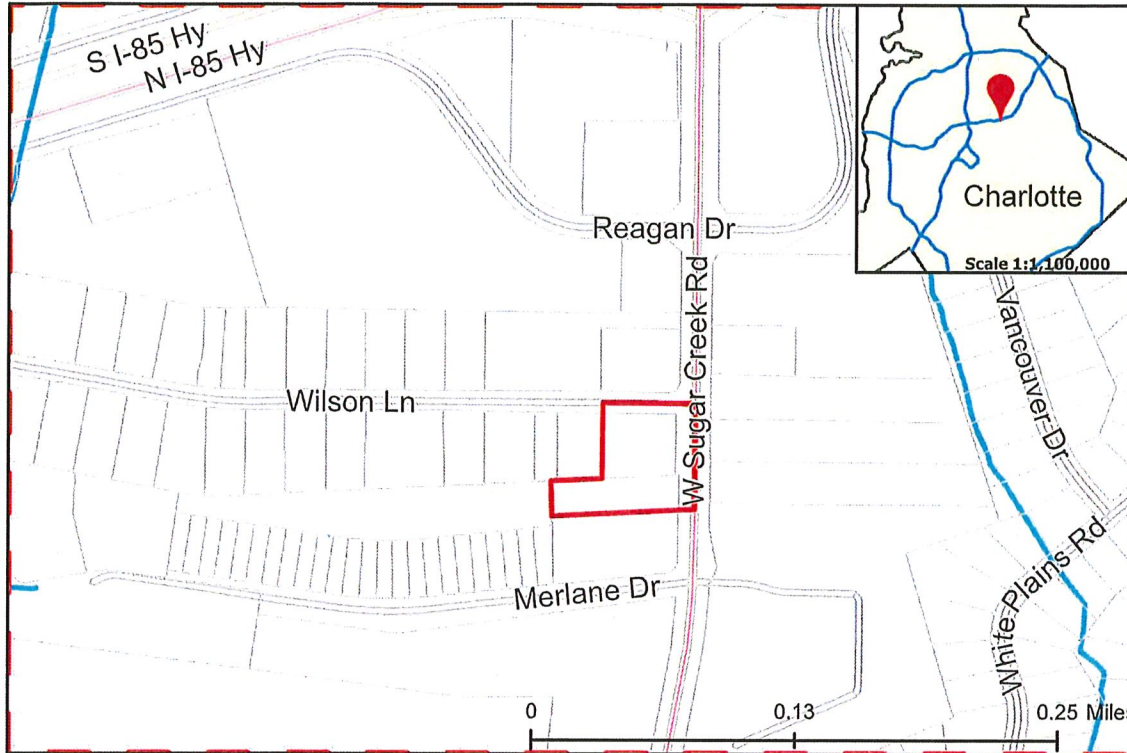 S I-85 Hy
N I-85 Hy
Charlotte
Scale 1:1,100,000
Reagan Dr
W Sugar Creek Rd
Vancouver Dr
Wilson Ln
White Plains Rd
Merlane Dr
0 0.13 0.25 Miles